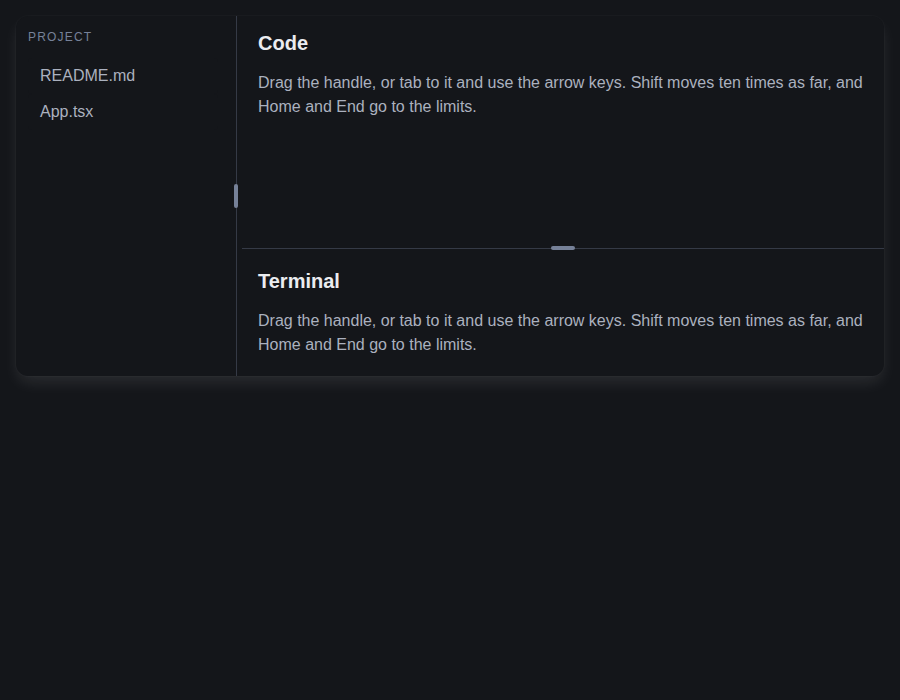 PROJECT
README.md
App.tsx
Code
Drag the handle, or tab to it and use the arrow keys. Shift moves ten times as far, and
Home and End go to the limits.
Terminal
Drag the handle, or tab to it and use the arrow keys. Shift moves ten times as far, and
Home and End go to the limits.